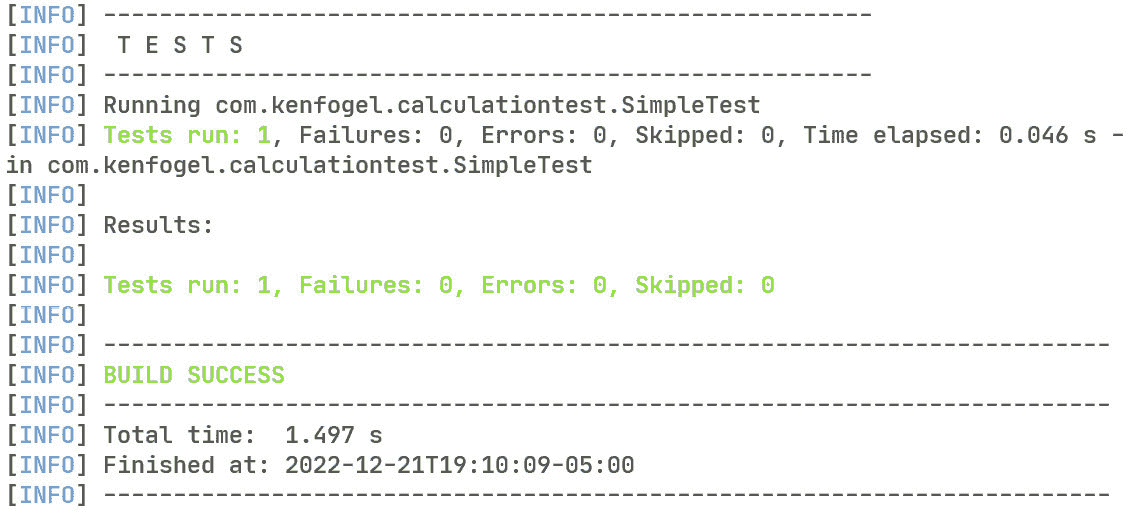 [INFO] -------------------------------------------------------
[INFO]  T E S T S
[INFO] -------------------------------------------------------
[INFO] Running com.kenfogel.calculationtest.SimpleTest
[INFO] Tests run: 1, Failures: 0, Errors: 0, Skipped: 0, Time elapsed: 0.046 s -
in com.kenfogel.calculationtest.SimpleTest
[INFO]
[INFO] Results:
[INFO]
[INFO] Tests run: 1, Failures: 0, Errors: 0, Skipped: 0
[INFO]
[INFO] ------------------------------------------------------------------------
[INFO] BUILD SUCCESS
[INFO] ------------------------------------------------------------------------
[INFO] Total time:  1.497 s
[INFO] Finished at: 2022-12-21T19:10:09-05:00
[INFO] ------------------------------------------------------------------------